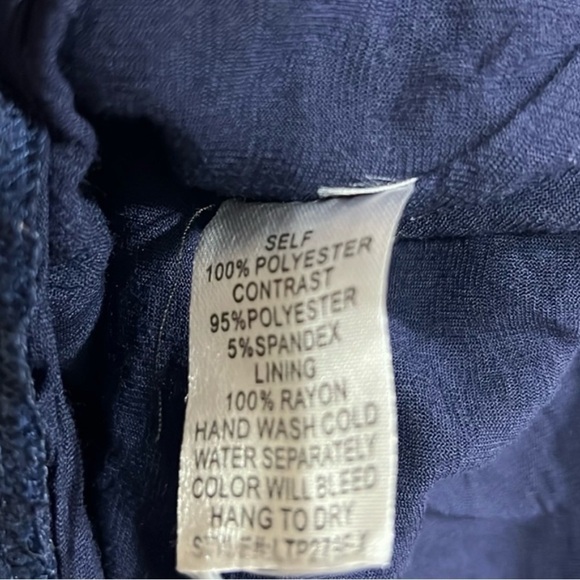 SELF
100% POLYESTER
CONTRAST
95%POLYESTER
5%SPANDEX
LINING
100% RAYON
HAND WASH COLD
WATER SEPARATELY
COLOR WILL BLEED
HANG TO DRY